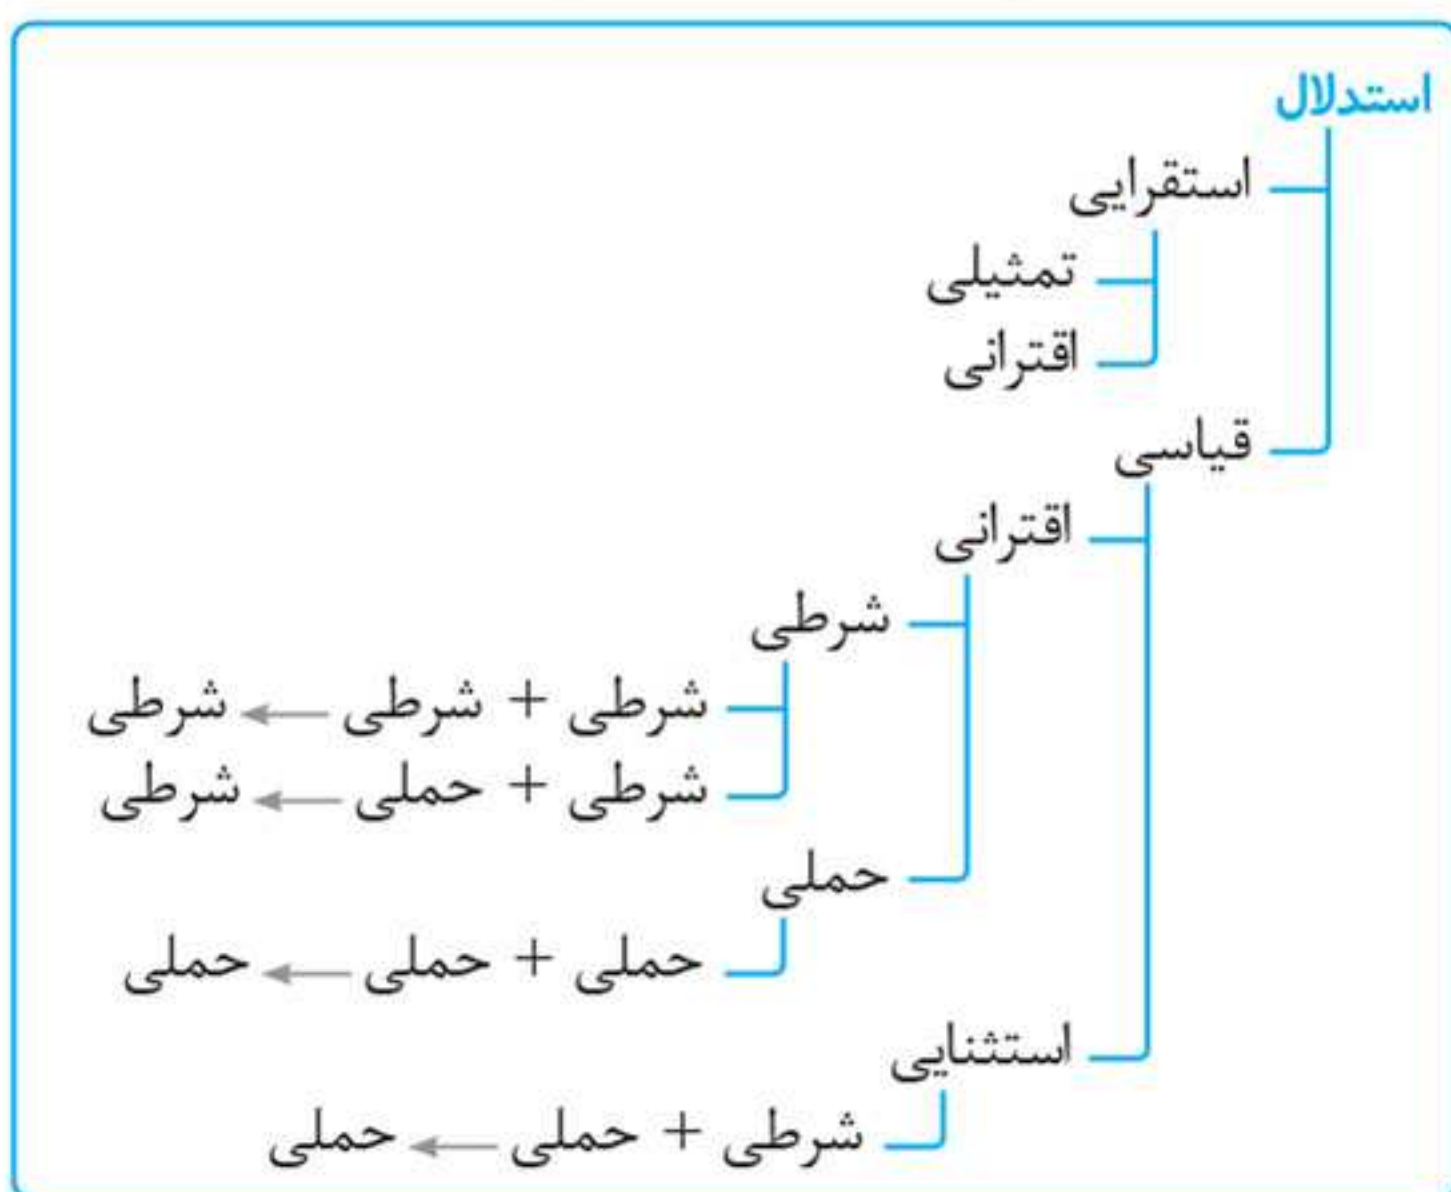 استدلال
استقرایی
تمثیلی
اقترانی
قیاسی
اقترانی
شرطی
شرطی + شرطی ← شرطی
شرطی + حملی ← شرطی
حملی
حملی + حملی ← حملی
استثنایی
شرطی + حملی ← حملی